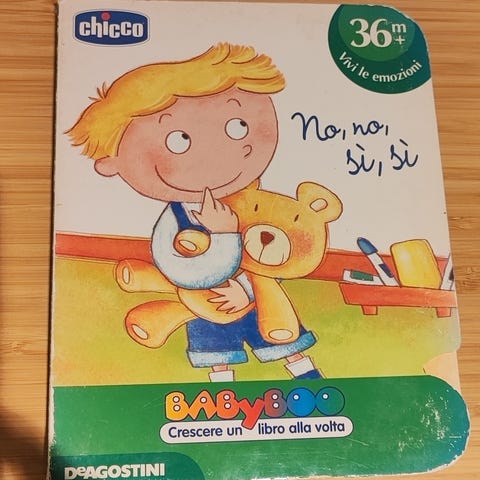 chicco
36m+
Vivi le emozioni
No, no,
sì, sì
BABYBOO
Crescere un libro alla volta
DeAGOSTINI